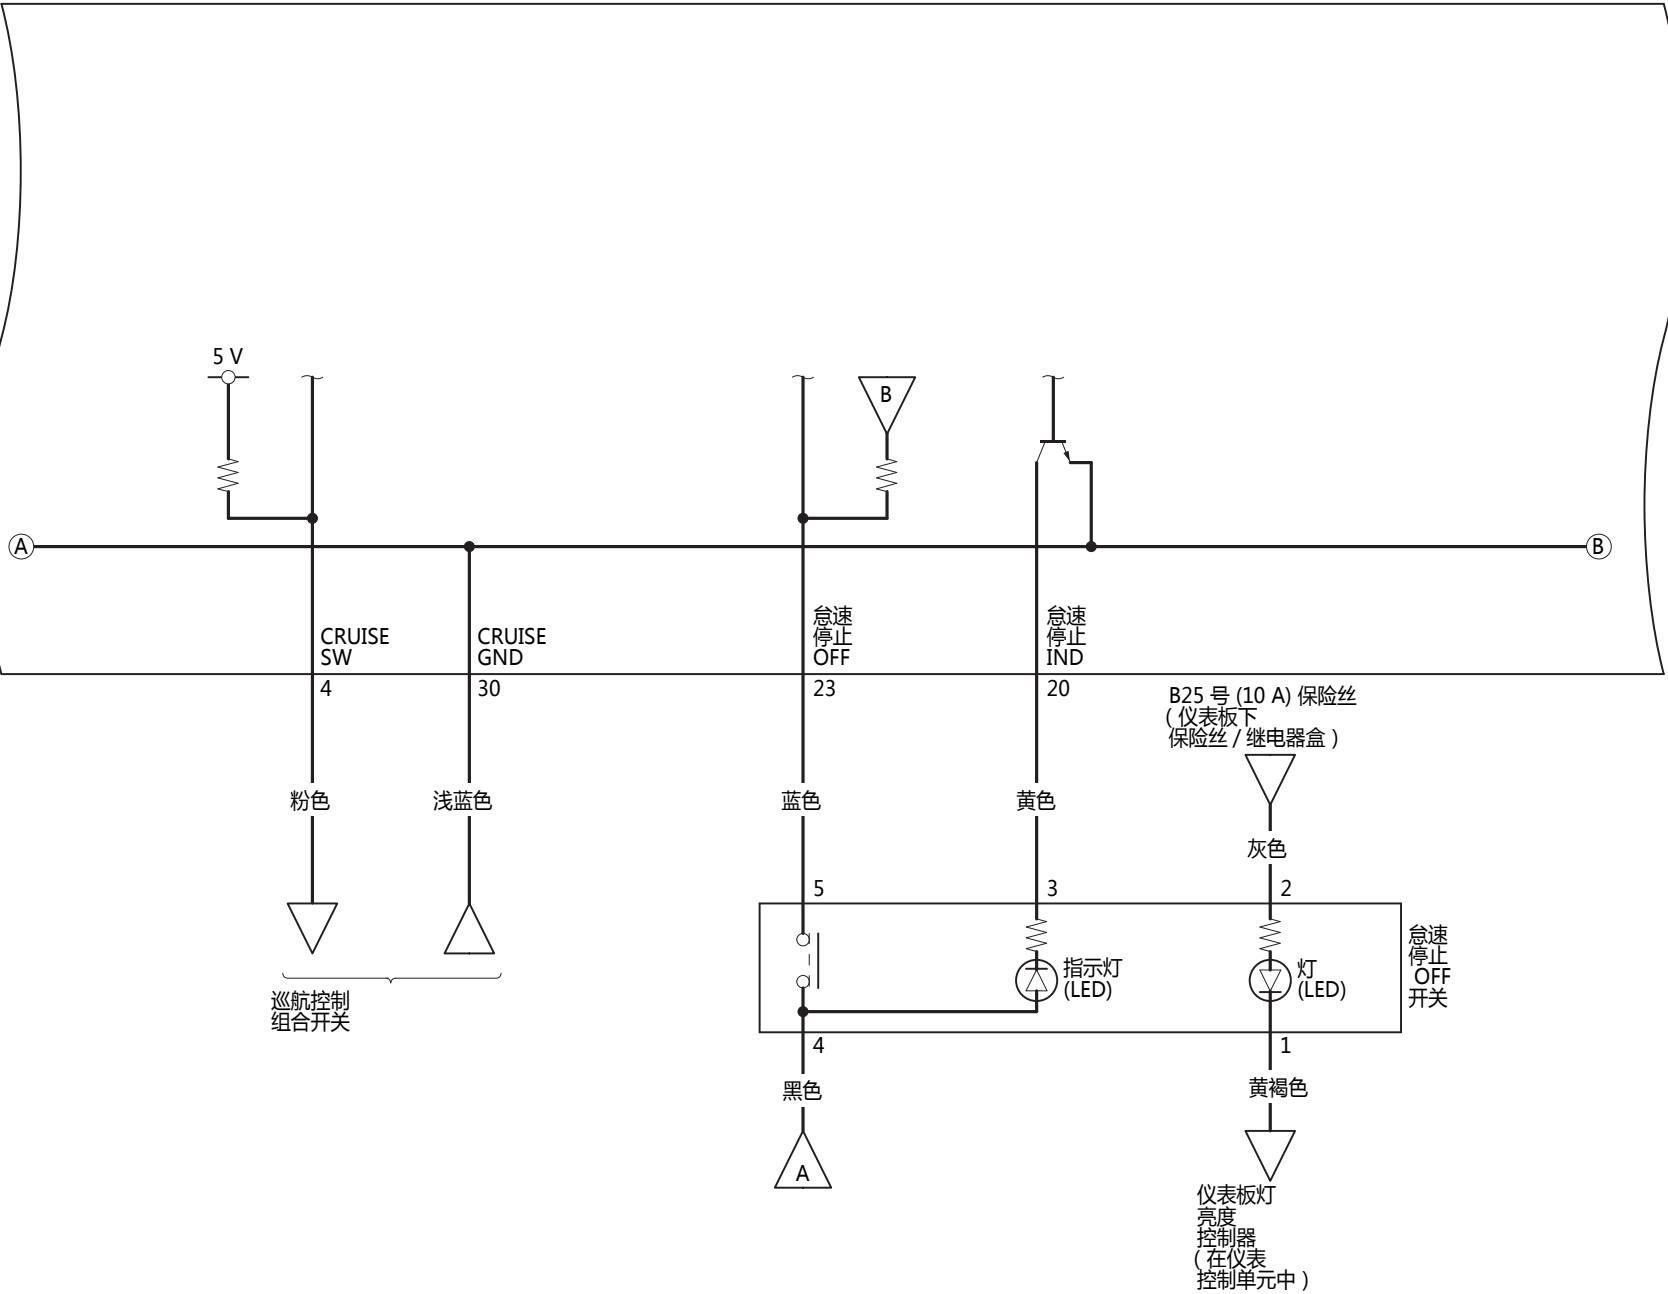 5 V
B
A
B
CRUISE
SW
CRUISE
GND
怠速
停止
OFF
怠速
停止
IND
4
30
23
20
B25 号 (10 A) 保险丝
( 仪表板下
保险丝 / 继电器盒 )
粉色
浅蓝色
蓝色
黄色
灰色
5
3
2
指示灯
(LED)
灯
(LED)
怠速
停止
OFF
开关
巡航控制
组合开关
4
1
黑色
黄褐色
A
仪表板灯
亮度
控制器
( 在仪表
控制单元中 )